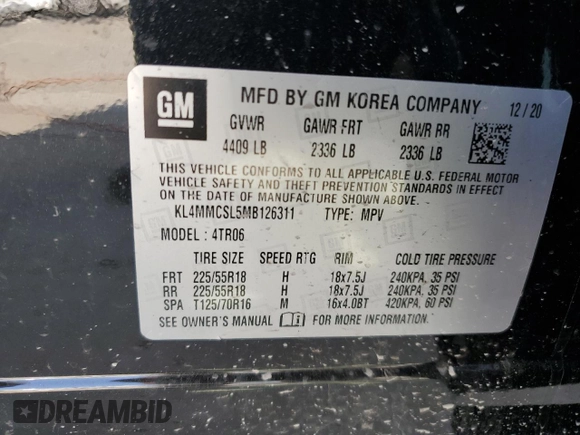 GM
MFD BY GM KOREA COMPANY 12/20
GVWR GAWR FRT GAWR RR
4409 LB 2336 LB 2336 LB
THIS VEHICLE CONFORMS TO ALL APPLICABLE U.S. FEDERAL MOTOR
VEHICLE SAFETY AND THEFT PREVENTION STANDARDS IN EFFECT
ON THE DATE OF MANUFACTURE SHOWN ABOVE.
KL4MMCSL5MB126311 TYPE: MPV
MODEL: 4TR06
TIRE SIZE SPEED RTG RIM COLD TIRE PRESSURE
FRT 225/55R18 H 18x7.5J 240KPA, 35 PSI
RR 225/55R18 H 18x7.5J 240KPA, 35 PSI
SPA T125/70R16 M 16x4.0BT 420KPA, 60 PSI
SEE OWNER'S MANUAL FOR MORE INFORMATION.
DREAMBID